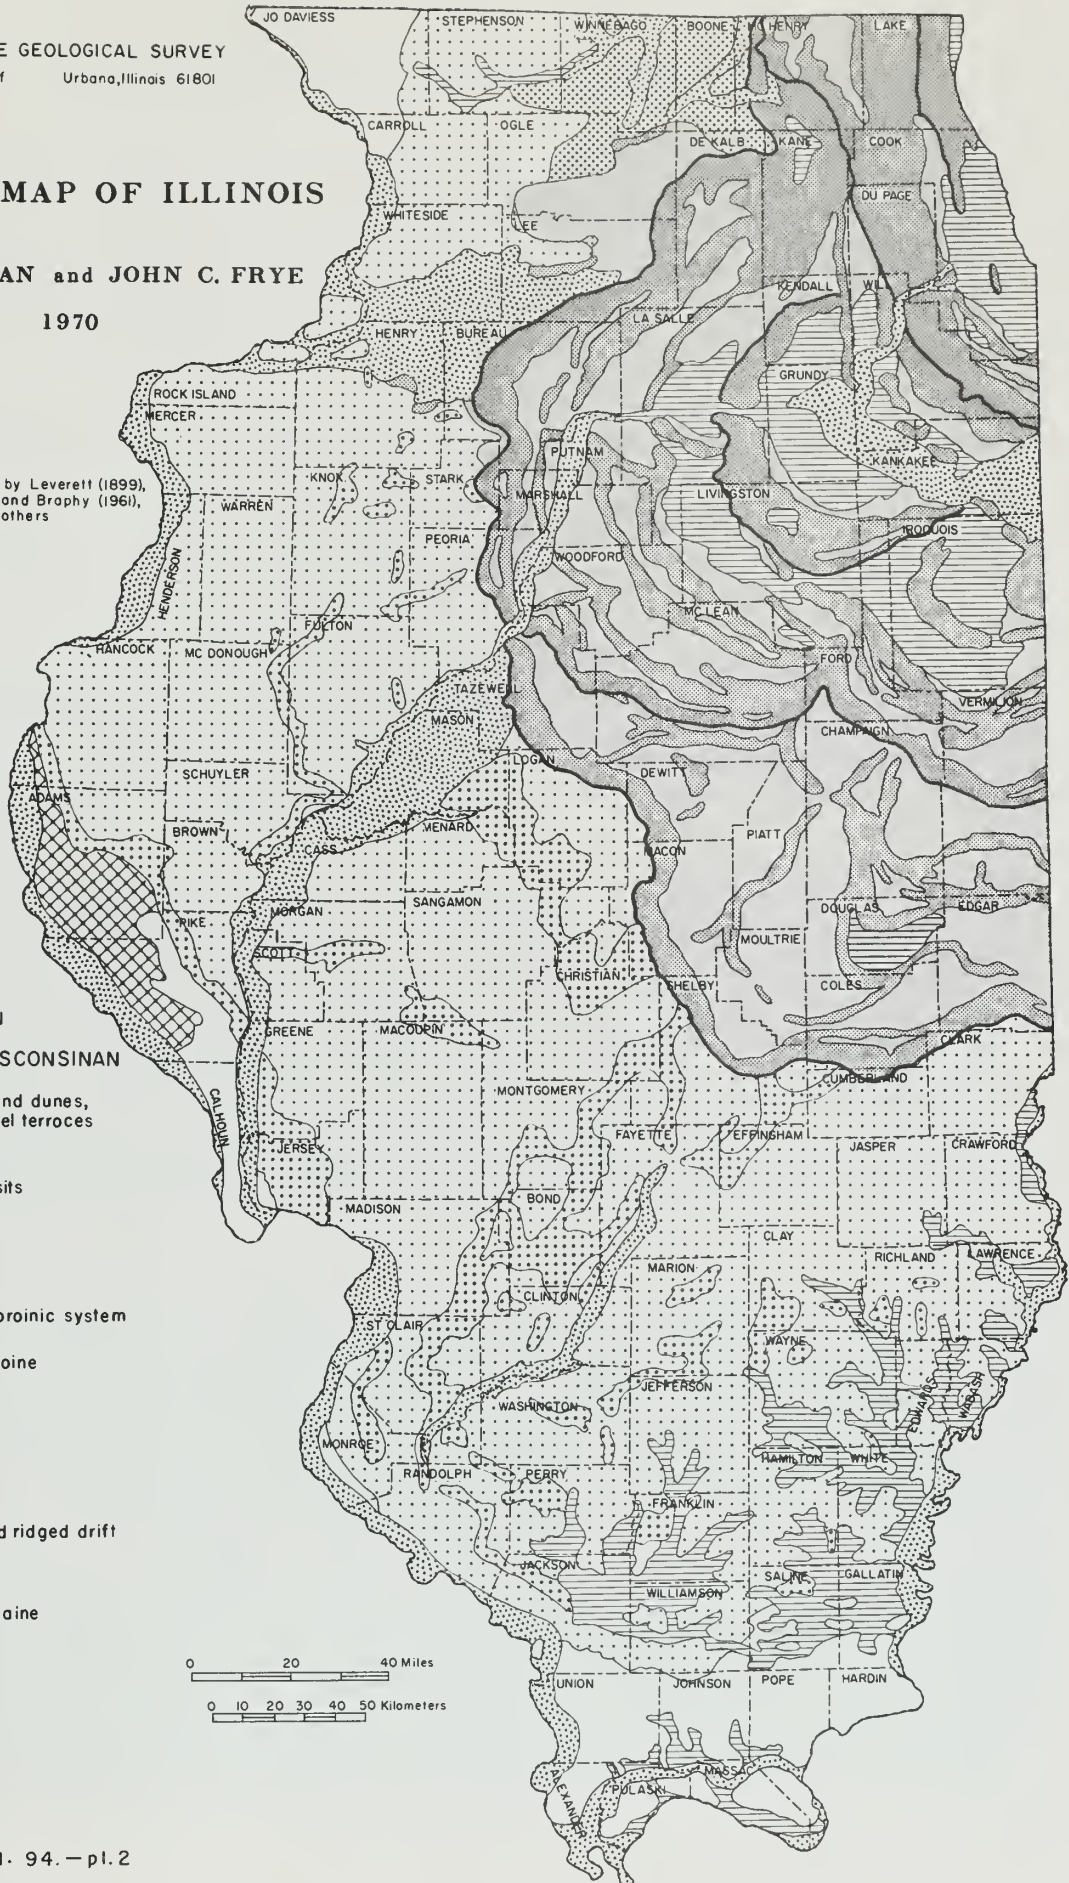 JO DAVIESS
STEPHENSON
WINNEBAGO
BOONE
MC HENRY
LAKE
E GEOLOGICAL SURVEY
Urbana, Illinois 61801
CARROLL
OGLE
DE KALB
KANE
COOK
MAP OF ILLINOIS
DU PAGE
WHITESIDE
LEE
AN and JOHN C. FRYE
KENDALL
WILL
1970
LA SALLE
HENRY
BUREAU
GRUNDY
ROCK ISLAND
MERCER
PUTNAM
KANKAKEE
by Leverett (1899),
and Brophy (1961),
others
KNOX
STARK
MARSHALL
LIVINGSTON
WARREN
IROQUOIS
PEORIA
WOODFORD
HENDERSON
MC LEAN
FULTON
HANCOCK
MC DONOUGH
FORD
TAZEWELL
VERMILION
MASON
CHAMPAIGN
LOGAN
SCHUYLER
DEWITT
ADAMS
BROWN
MENARD
PIATT
CASS
MACON
SANGAMON
MORGAN
DOUGLAS
EDGAR
PIKE
MOULTRIE
SCOTT
CHRISTIAN
SHELBY
COLES
GREENE
MACOUPIN
CLARK
SCONSINAN
CUMBERLAND
MONTGOMERY
nd dunes,
el terraces
CALHOUN
FAYETTE
EFFINGHAM
JASPER
CRAWFORD
JERSEY
sits
BOND
MADISON
CLAY
RICHLAND
LAWRENCE
MARION
CLINTON
orainic system
ST CLAIR
WAYNE
aine
JEFFERSON
EDWARDS
WABASH
WASHINGTON
MONROE
HAMILTON
WHITE
RANDOLPH
PERRY
FRANKLIN
d ridged drift
JACKSON
SALINE
GALLATIN
WILLIAMSON
aine
0 20 40 Miles
UNION
JOHNSON
POPE
HARDIN
0 10 20 30 40 50 Kilometers
MASSAC
PULASKI
ALEXANDER
94.—pl.2